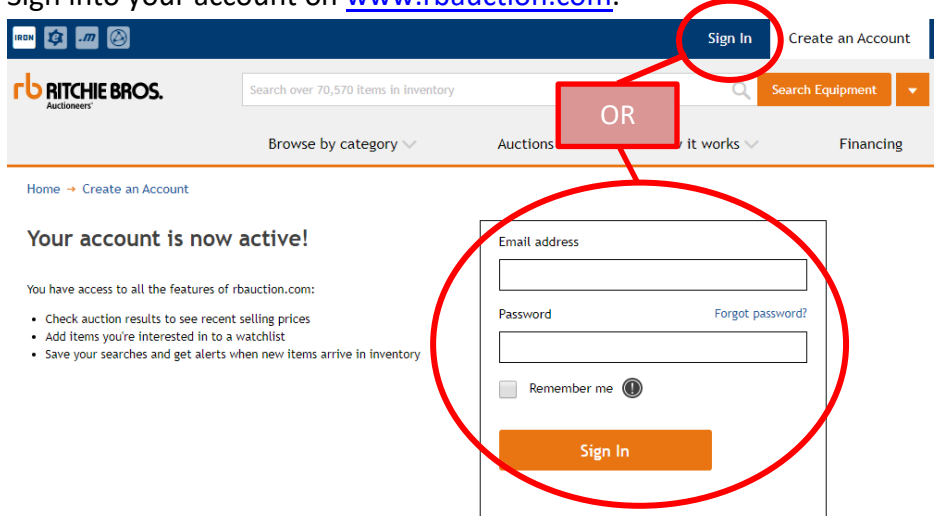 Sign into your account on www.rbauction.com.
IRON .m
Sign In Create an Account
rb RITCHIE BROS.
Auctioneers
Search over 70,570 items in inventory
Search Equipment
OR
Browse by category Auctions it works Financing
Home → Create an Account
Your account is now active!
You have access to all the features of rbauction.com:
• Check auction results to see recent selling prices
• Add items you're interested in to a watchlist
• Save your searches and get alerts when new items arrive in inventory
Email address
Password Forgot password?
Remember me
Sign In